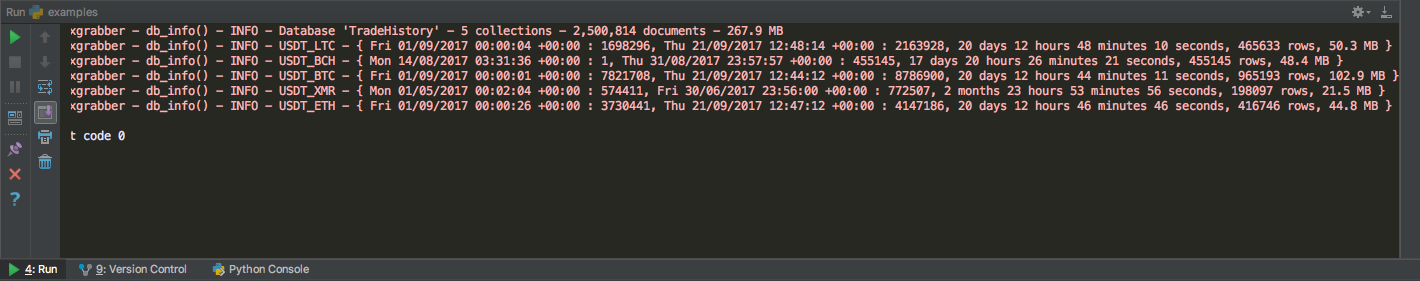 Run examples
xgrabber – db_info() – INFO – Database 'TradeHistory' – 5 collections – 2,500,814 documents – 267.9 MB
xgrabber – db_info() – INFO – USDT_LTC – { Fri 01/09/2017 00:00:04 +00:00 : 1698296, Thu 21/09/2017 12:48:14 +00:00 : 2163928, 20 days 12 hours 48 minutes 10 seconds, 465633 rows, 50.3 MB }
xgrabber – db_info() – INFO – USDT_BCH – { Mon 14/08/2017 03:31:36 +00:00 : 1, Thu 31/08/2017 23:57:57 +00:00 : 455145, 17 days 20 hours 26 minutes 21 seconds, 455145 rows, 48.4 MB }
xgrabber – db_info() – INFO – USDT_BTC – { Fri 01/09/2017 00:00:01 +00:00 : 7821708, Thu 21/09/2017 12:44:12 +00:00 : 8786900, 20 days 12 hours 44 minutes 11 seconds, 965193 rows, 102.9 MB }
xgrabber – db_info() – INFO – USDT_XMR – { Mon 01/05/2017 00:02:04 +00:00 : 574411, Fri 30/06/2017 23:56:00 +00:00 : 772507, 2 months 23 hours 53 minutes 56 seconds, 198097 rows, 21.5 MB }
xgrabber – db_info() – INFO – USDT_ETH – { Fri 01/09/2017 00:00:26 +00:00 : 3730441, Thu 21/09/2017 12:47:12 +00:00 : 4147186, 20 days 12 hours 46 minutes 46 seconds, 416746 rows, 44.8 MB }
t code 0
4: Run 9: Version Control Python Console